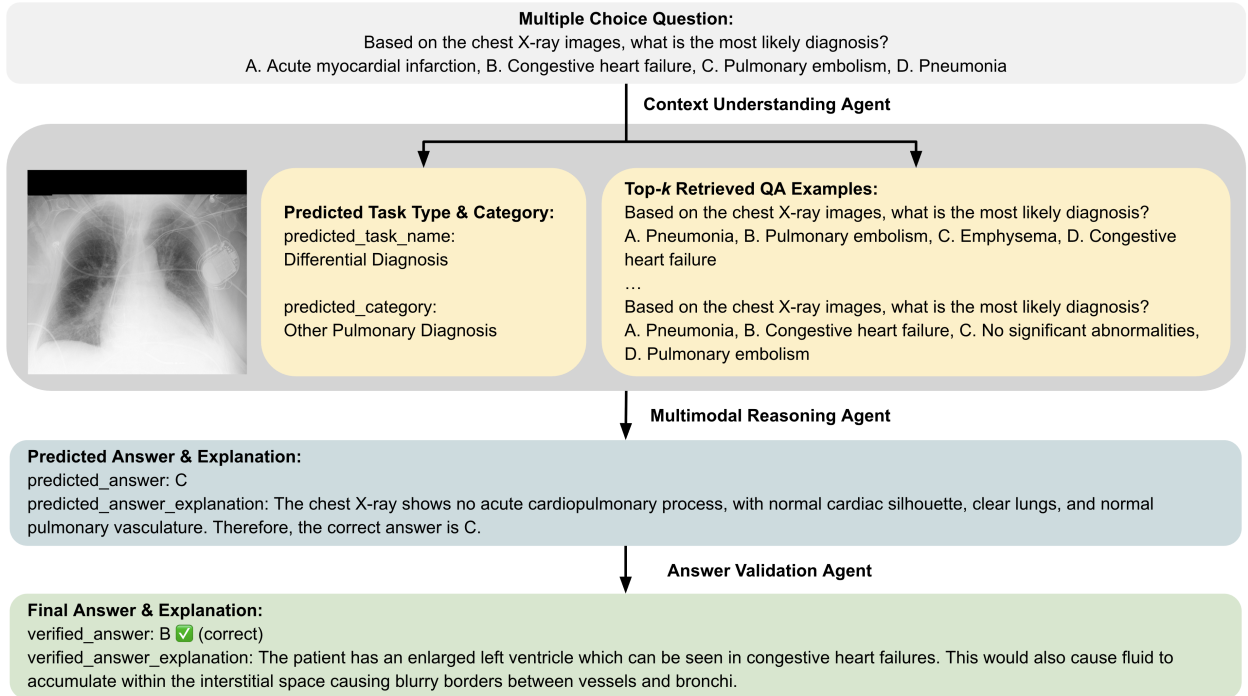 Multiple Choice Question:
Based on the chest X-ray images, what is the most likely diagnosis?
A. Acute myocardial infarction, B. Congestive heart failure, C. Pulmonary embolism, D. Pneumonia
Context Understanding Agent
Predicted Task Type & Category:
predicted_task_name:
Differential Diagnosis
predicted_category:
Other Pulmonary Diagnosis
Top-k Retrieved QA Examples:
Based on the chest X-ray images, what is the most likely diagnosis?
A. Pneumonia, B. Pulmonary embolism, C. Emphysema, D. Congestive
heart failure
…
Based on the chest X-ray images, what is the most likely diagnosis?
A. Pneumonia, B. Congestive heart failure, C. No significant abnormalities,
D. Pulmonary embolism
Multimodal Reasoning Agent
Predicted Answer & Explanation:
predicted_answer: C
predicted_answer_explanation: The chest X-ray shows no acute cardiopulmonary process, with normal cardiac silhouette, clear lungs, and normal
pulmonary vasculature. Therefore, the correct answer is C.
Answer Validation Agent
Final Answer & Explanation:
verified_answer: B ✅ (correct)
verified_answer_explanation: The patient has an enlarged left ventricle which can be seen in congestive heart failures. This would also cause fluid to
accumulate within the interstitial space causing blurry borders between vessels and bronchi.